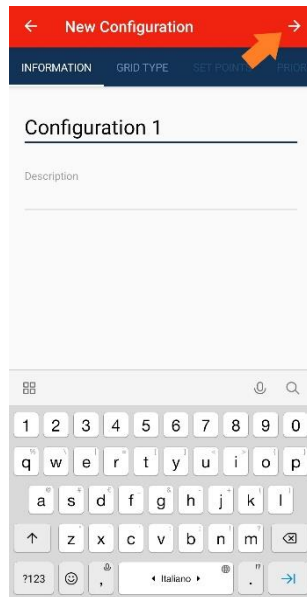 New Configuration
INFORMATION GRID TYPE SET POINTS PRIOR
Configuration 1
Description
1 2 3 4 5 6 7 8 9 0
q w e r t y u i o p
a s d f g h j k l
z x c v b n m
?123 , Italiano .